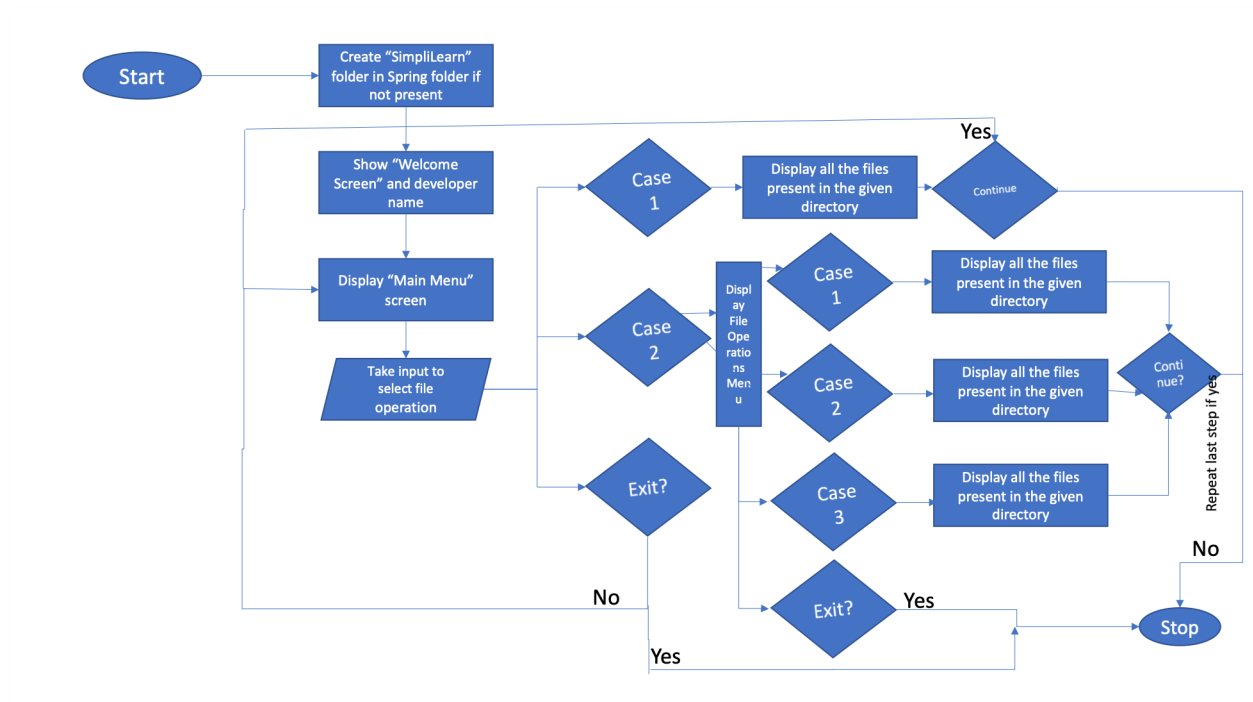 Start
Create “SimpliLearn”
folder in Spring folder if
not present
Show “Welcome
Screen” and developer
name
Display “Main Menu”
screen
Take input to
select file
operation
Case
1
Display all the files
present in the given
directory
Yes
Continue
Case
2
Displ
ay
File
Ope
ratio
ns
Men
u
Case
1
Display all the files
present in the given
directory
Case
2
Display all the files
present in the given
directory
Conti
nue?
Repeat last step if yes
Case
3
Display all the files
present in the given
directory
Exit?
No
Yes
Exit?
Yes
No
Stop